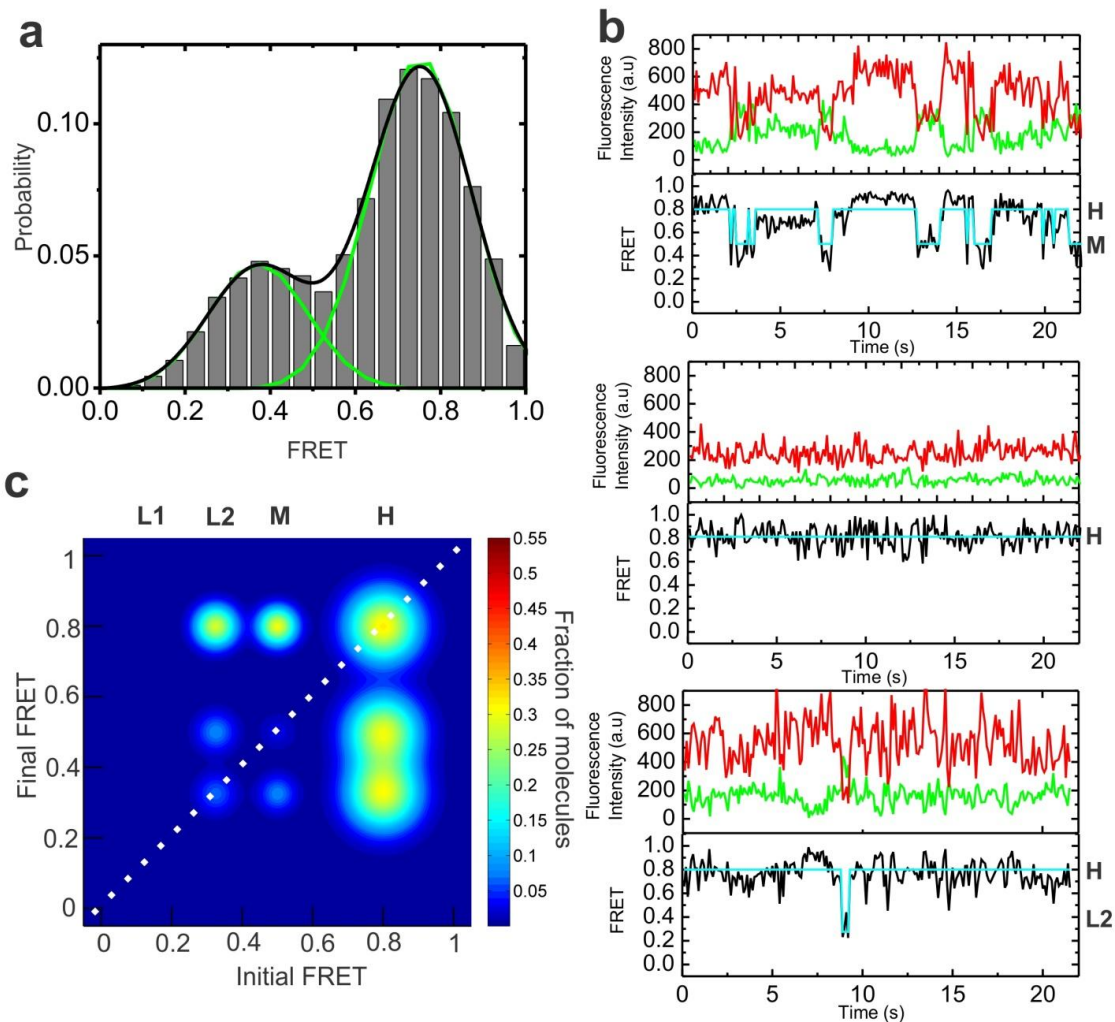 a
Probability
0.10
0.05
0.00
0.0 0.2 0.4 0.6 0.8 1.0
FRET
b
Fluorescence
Intensity (a.u)
800
600
400
200
0
FRET
1.0
0.8
0.6
0.4
0.2
0.0
H
M
0 5 10 15 20
Time (s)
Fluorescence
Intensity (a.u)
800
600
400
200
0
FRET
1.0
0.8
0.6
0.4
0.2
0.0
H
0 5 10 15 20
Time (s)
Fluorescence
Intensity (a.u)
800
600
400
200
0
FRET
1.0
0.8
0.6
0.4
0.2
0.0
H
L2
0 5 10 15 20
Time (s)
c
L1 L2 M H
Final FRET
1
0.8
0.6
0.4
0.2
0
0 0.2 0.4 0.6 0.8 1
Initial FRET
0.55
0.5
0.45
0.4
0.35
0.3
0.25
0.2
0.15
0.1
0.05
Fraction of molecules